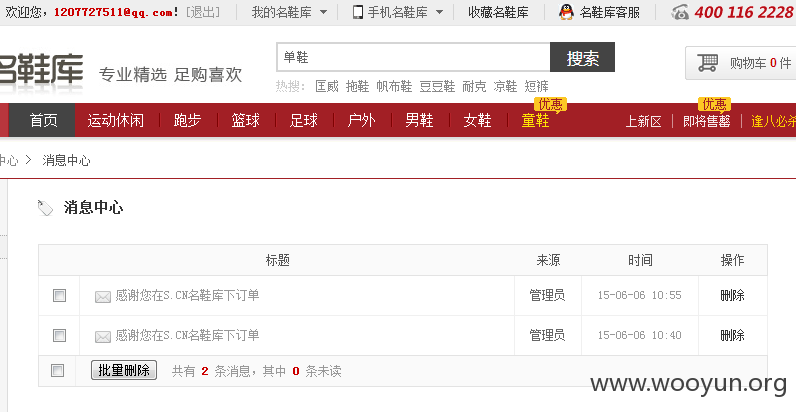 欢迎您，1207727511@qq.com！[退出] 我的名鞋库 手机名鞋库 收藏名鞋库 名鞋库客服 400 116 2228
名鞋库 专业精选 足购喜欢 单鞋 搜索 购物车 0 件
热搜： 匡威 拖鞋 帆布鞋 豆豆鞋 耐克 凉鞋 短裤
优惠 优惠
首页 运动休闲 跑步 篮球 足球 户外 男鞋 女鞋 童鞋 上新区 即将售罄 逢八必杀
中心 > 消息中心
消息中心
标题 来源 时间 操作
感谢您在S.CN名鞋库下订单 管理员 15-06-06 10:55 删除
感谢您在S.CN名鞋库下订单 管理员 15-06-06 10:40 删除
批量删除 共有 2 条消息，其中 0 条未读
www.wooyun.org